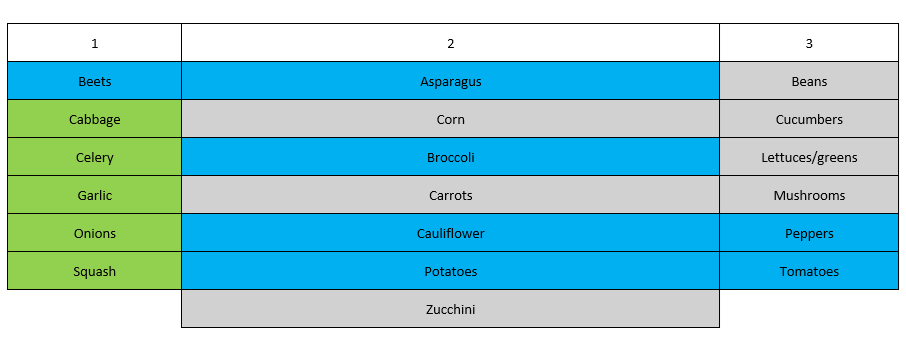 1 2 3
Beets Asparagus Beans
Cabbage Corn Cucumbers
Celery Broccoli Lettuces/greens
Garlic Carrots Mushrooms
Onions Cauliflower Peppers
Squash Potatoes Tomatoes
Zucchini